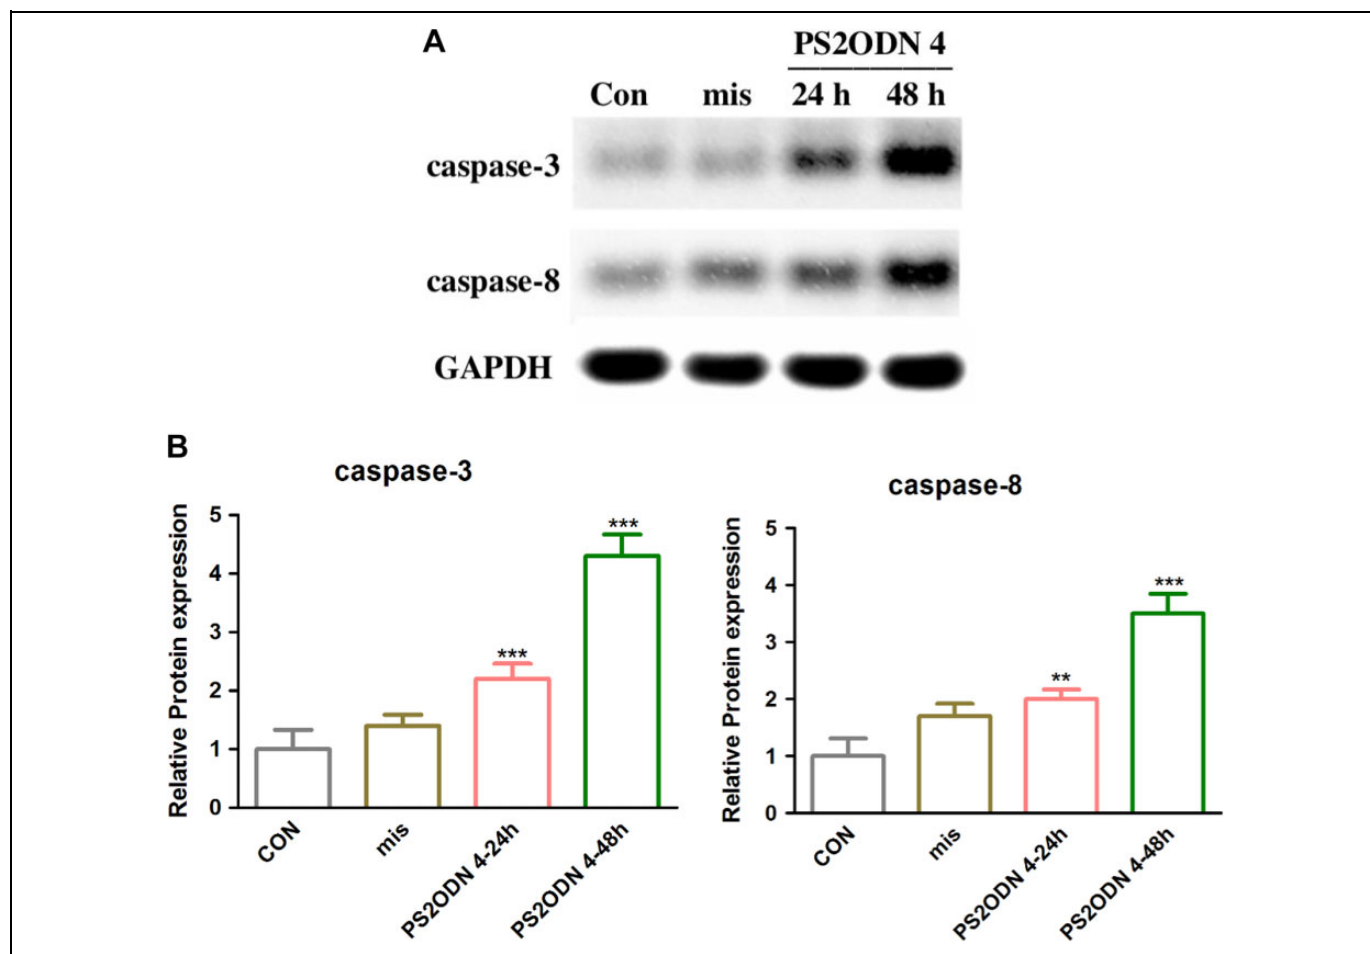 A
PS2ODN 4
Con mis 24 h 48 h
caspase-3
caspase-8
GAPDH
B
caspase-3
Relative Protein expression
5
4
3
2
1
0
***
***
CON
mis
PS2ODN 4-24h
PS2ODN 4-48h
caspase-8
Relative Protein expression
5
4
3
2
1
0
**
***
CON
mis
PS2ODN 4-24h
PS2ODN 4-48h